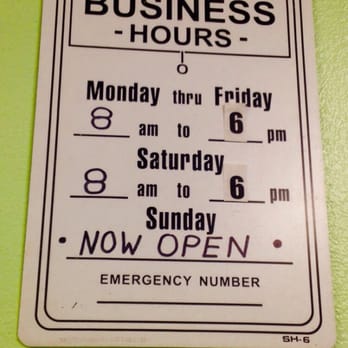 BUSINESS
- HOURS -
Monday thru Friday
8 am to 6 pm
Saturday
8 am to 6 pm
Sunday
• NOW OPEN •
EMERGENCY NUMBER
SH-6